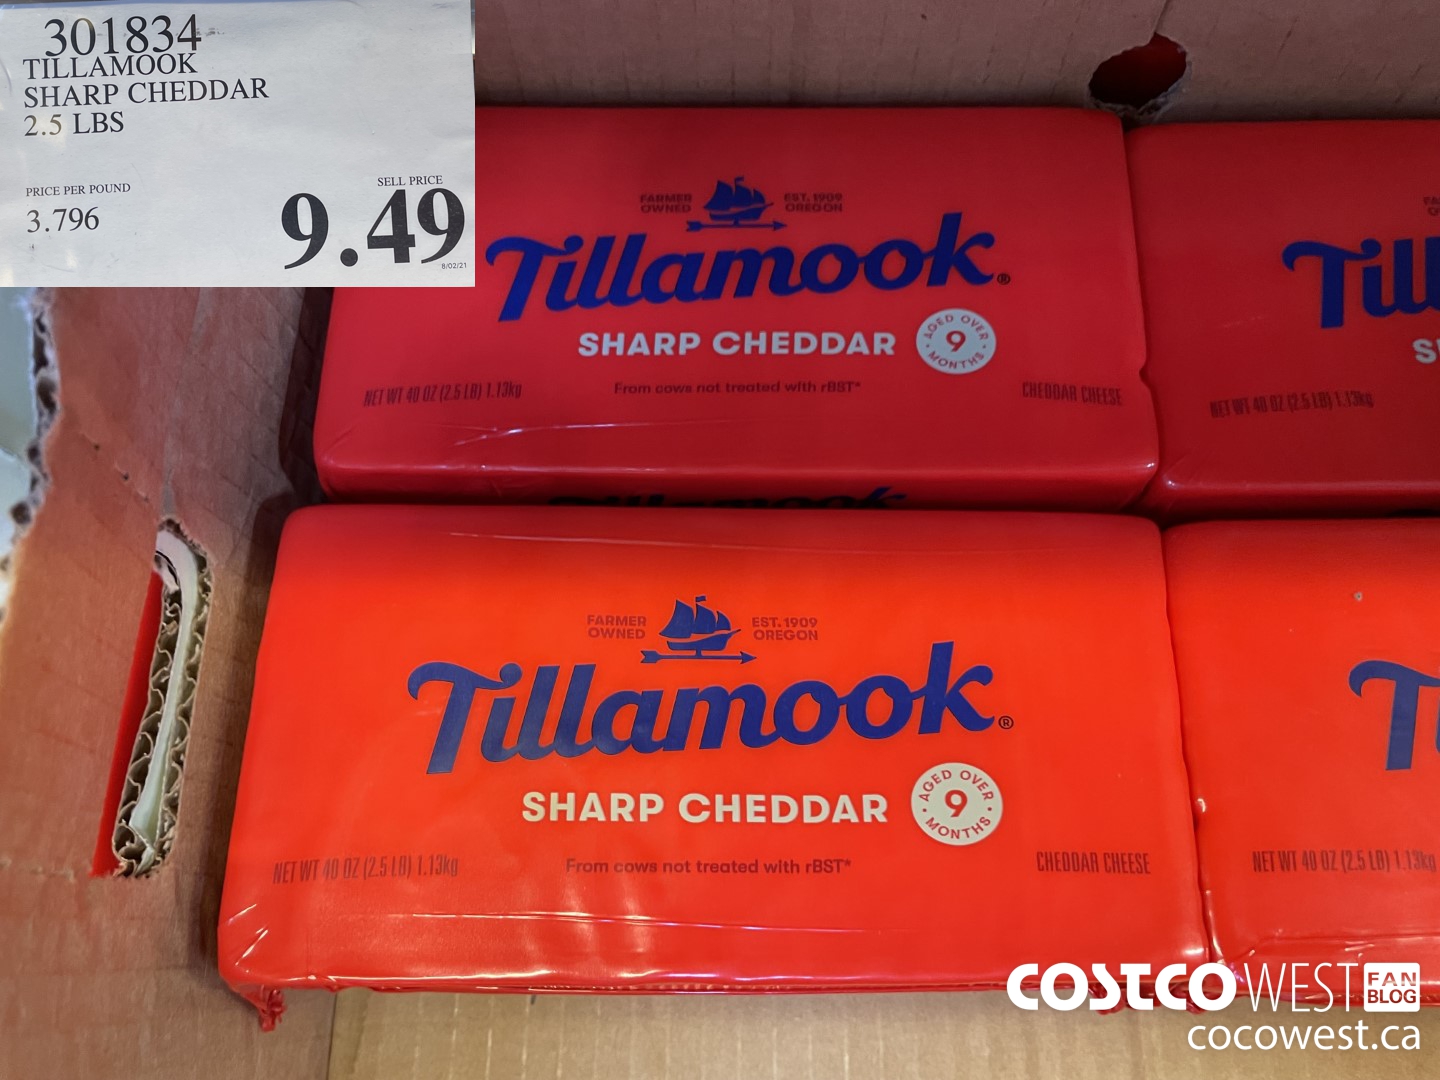 301834
TILLAMOOK
SHARP CHEDDAR
2.5 LBS
PRICE PER POUND
3.796
SELL PRICE
9.49
8/02/21
FARMER OWNED EST. 1909 OREGON
Tillamook®
SHARP CHEDDAR
AGED OVER 9 MONTHS
NET WT 40 OZ (2.5 LB) 1.13kg
From cows not treated with rBST*
CHEDDAR CHEESE
Till
NET WT 40 OZ (2.5 LB) 1.13kg
Tillamook
FARMER OWNED EST. 1909 OREGON
Tillamook®
SHARP CHEDDAR
AGED OVER 9 MONTHS
NET WT 40 OZ (2.5 LB) 1.13kg
From cows not treated with rBST*
CHEDDAR CHEESE
NET WT 40 OZ (2.5 LB) 1.13kg
COSTCO WEST FAN BLOG
cocowest.ca